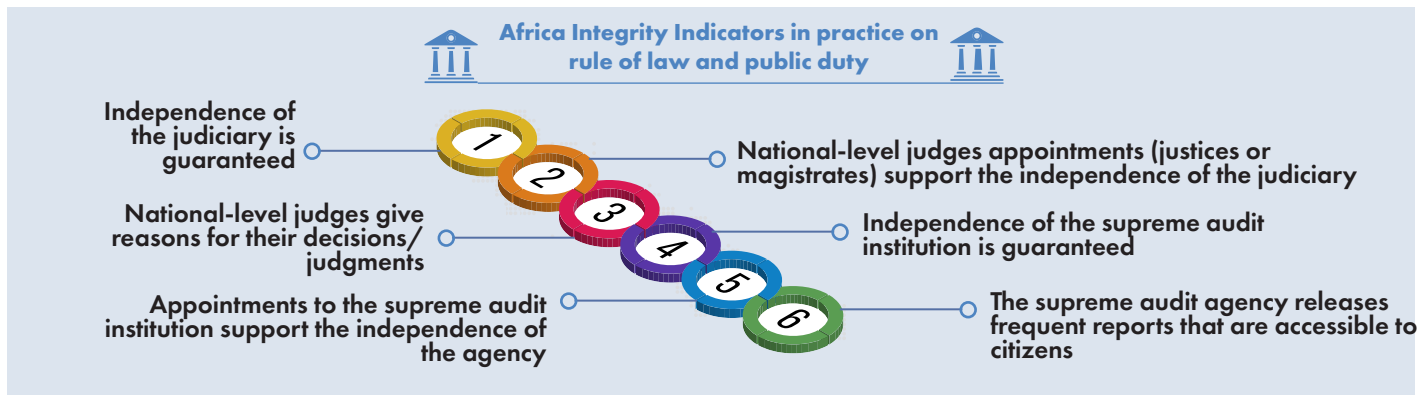 Africa Integrity Indicators in practice on
rule of law and public duty
1
Independence of
the judiciary is
guaranteed
2
National-level judges appointments (justices or
magistrates) support the independence of the judiciary
3
National-level judges give
reasons for their decisions/
judgments
4
Independence of the supreme audit
institution is guaranteed
5
Appointments to the supreme audit
institution support the independence of
the agency
6
The supreme audit agency releases
frequent reports that are accessible to
citizens